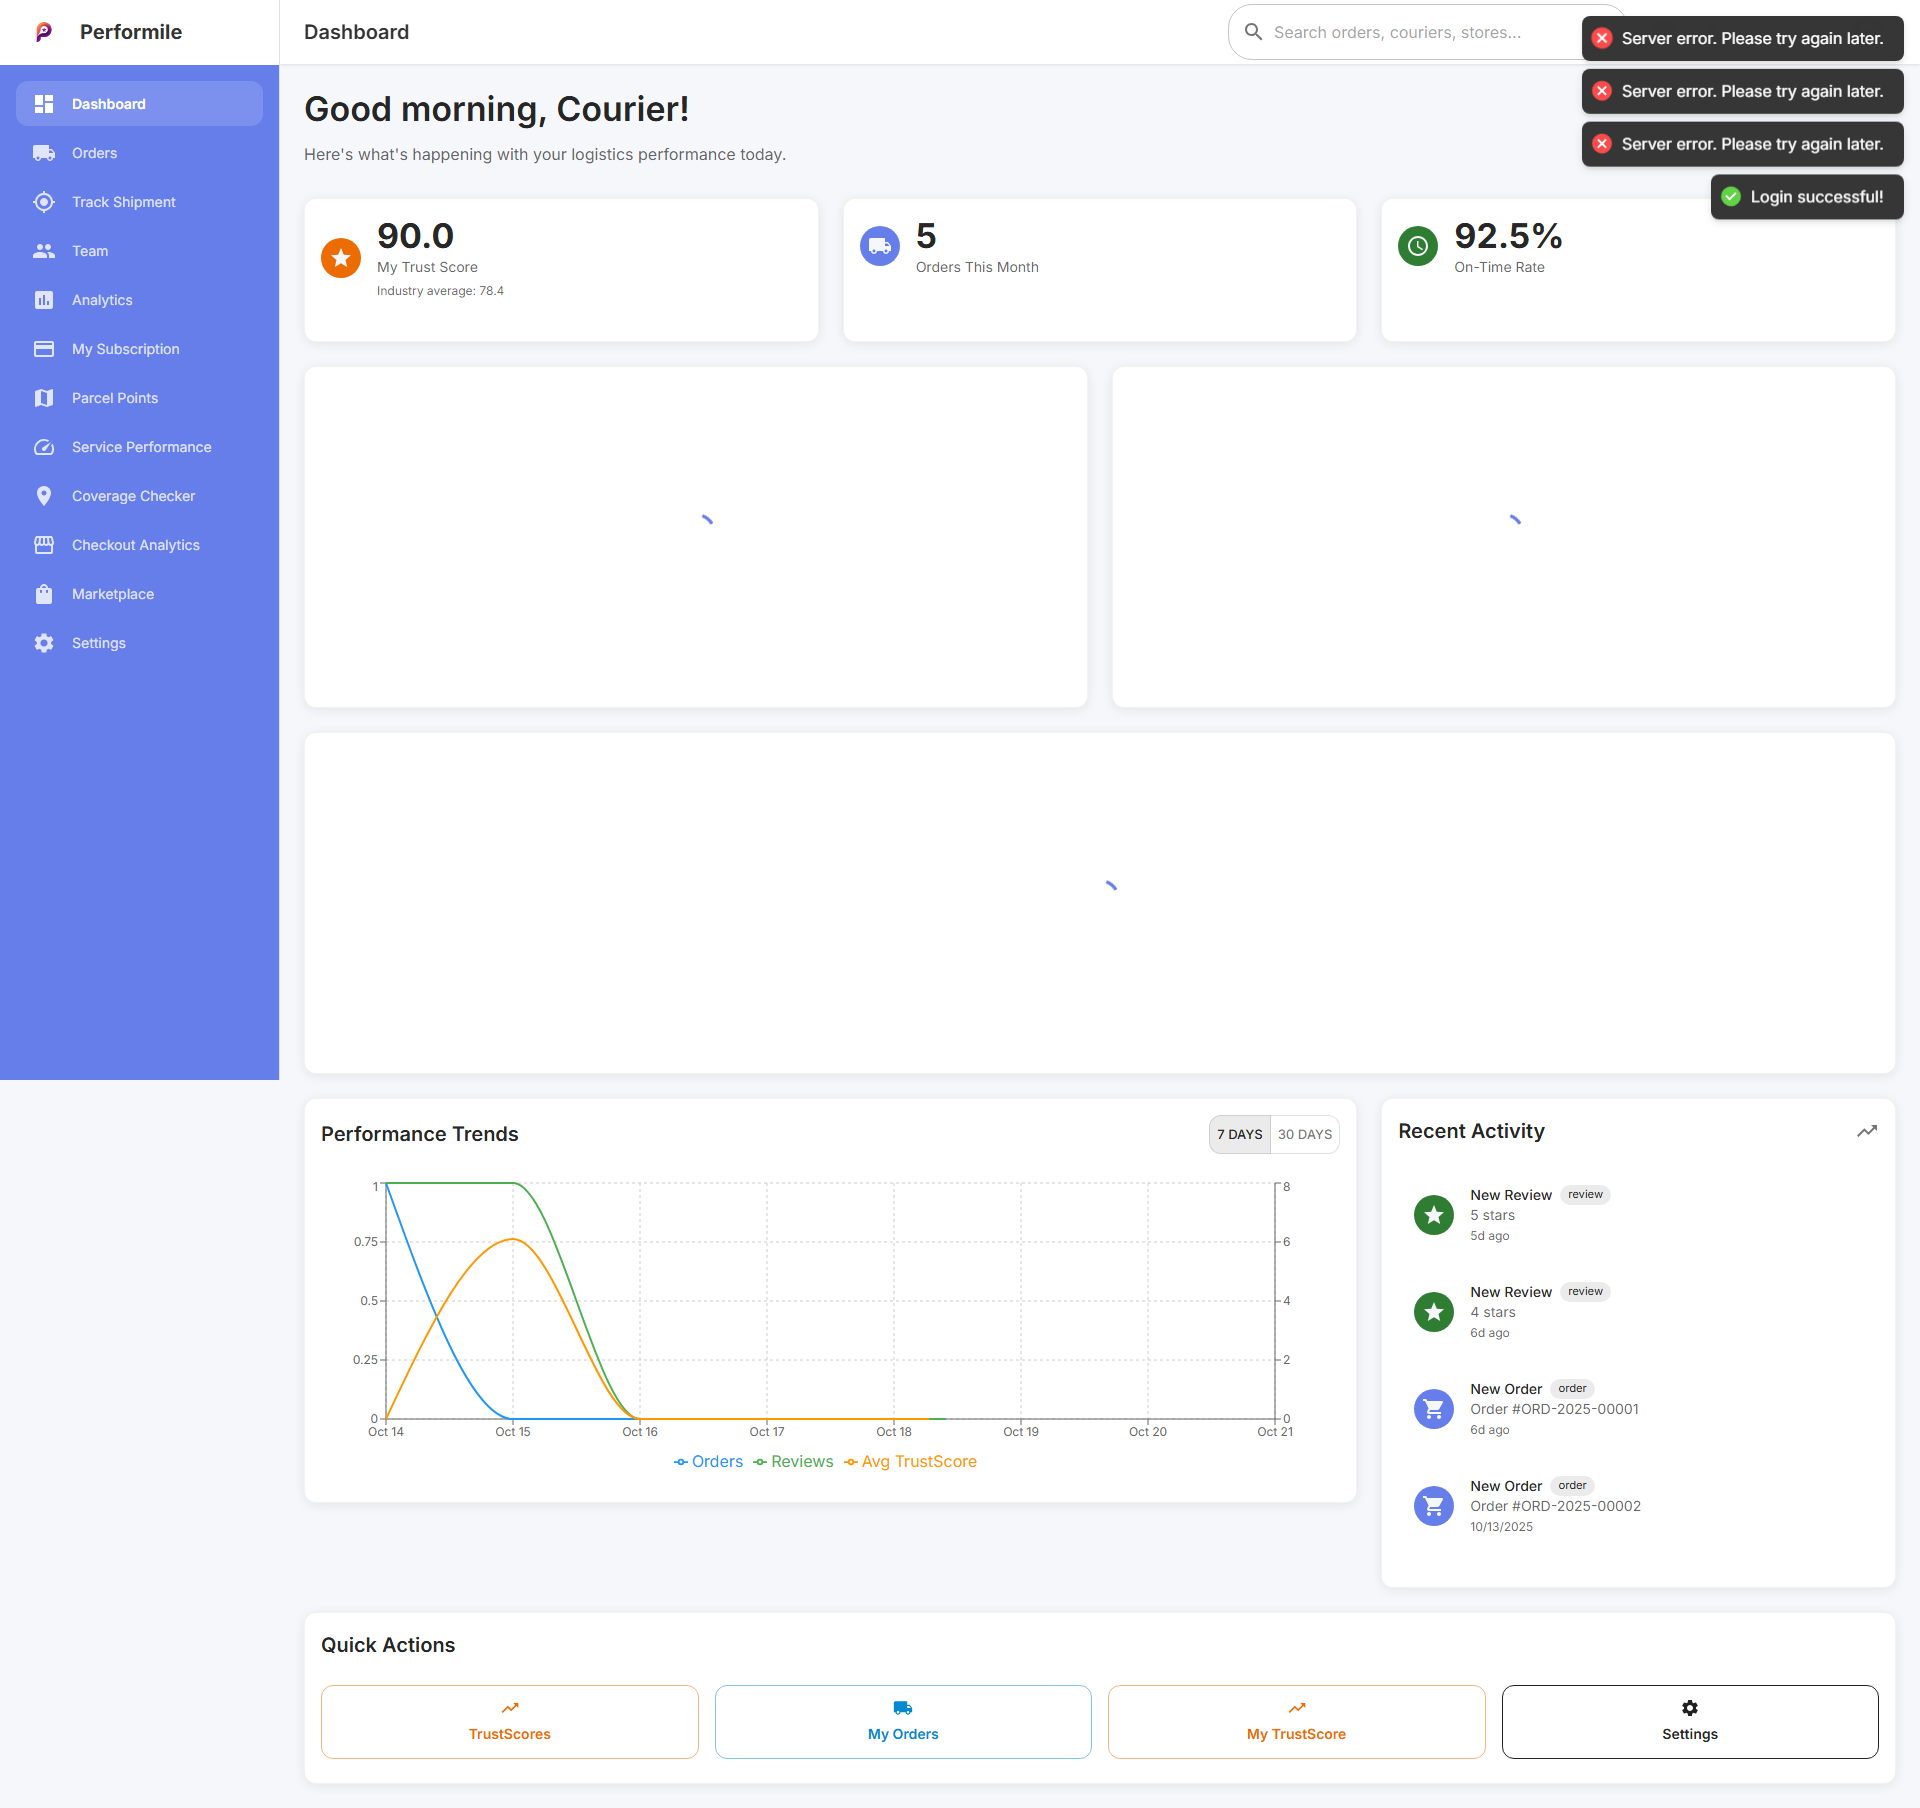 Performile
Dashboard
Search orders, couriers, stores...
Server error. Please try again later.
Server error. Please try again later.
Server error. Please try again later.
Login successful!
Dashboard
Orders
Track Shipment
Team
Analytics
My Subscription
Parcel Points
Service Performance
Coverage Checker
Checkout Analytics
Marketplace
Settings
Good morning, Courier!
Here's what's happening with your logistics performance today.
90.0
My Trust Score
Industry average: 78.4
5
Orders This Month
92.5%
On-Time Rate
Performance Trends
7 DAYS 30 DAYS
1
0.75
0.5
0.25
0
8
6
4
2
0
Oct 14 Oct 15 Oct 16 Oct 17 Oct 18 Oct 19 Oct 20 Oct 21
Orders Reviews Avg TrustScore
Recent Activity
New Review review
5 stars
5d ago
New Review review
4 stars
6d ago
New Order order
Order #ORD-2025-00001
6d ago
New Order order
Order #ORD-2025-00002
10/13/2025
Quick Actions
TrustScores
My Orders
My TrustScore
Settings